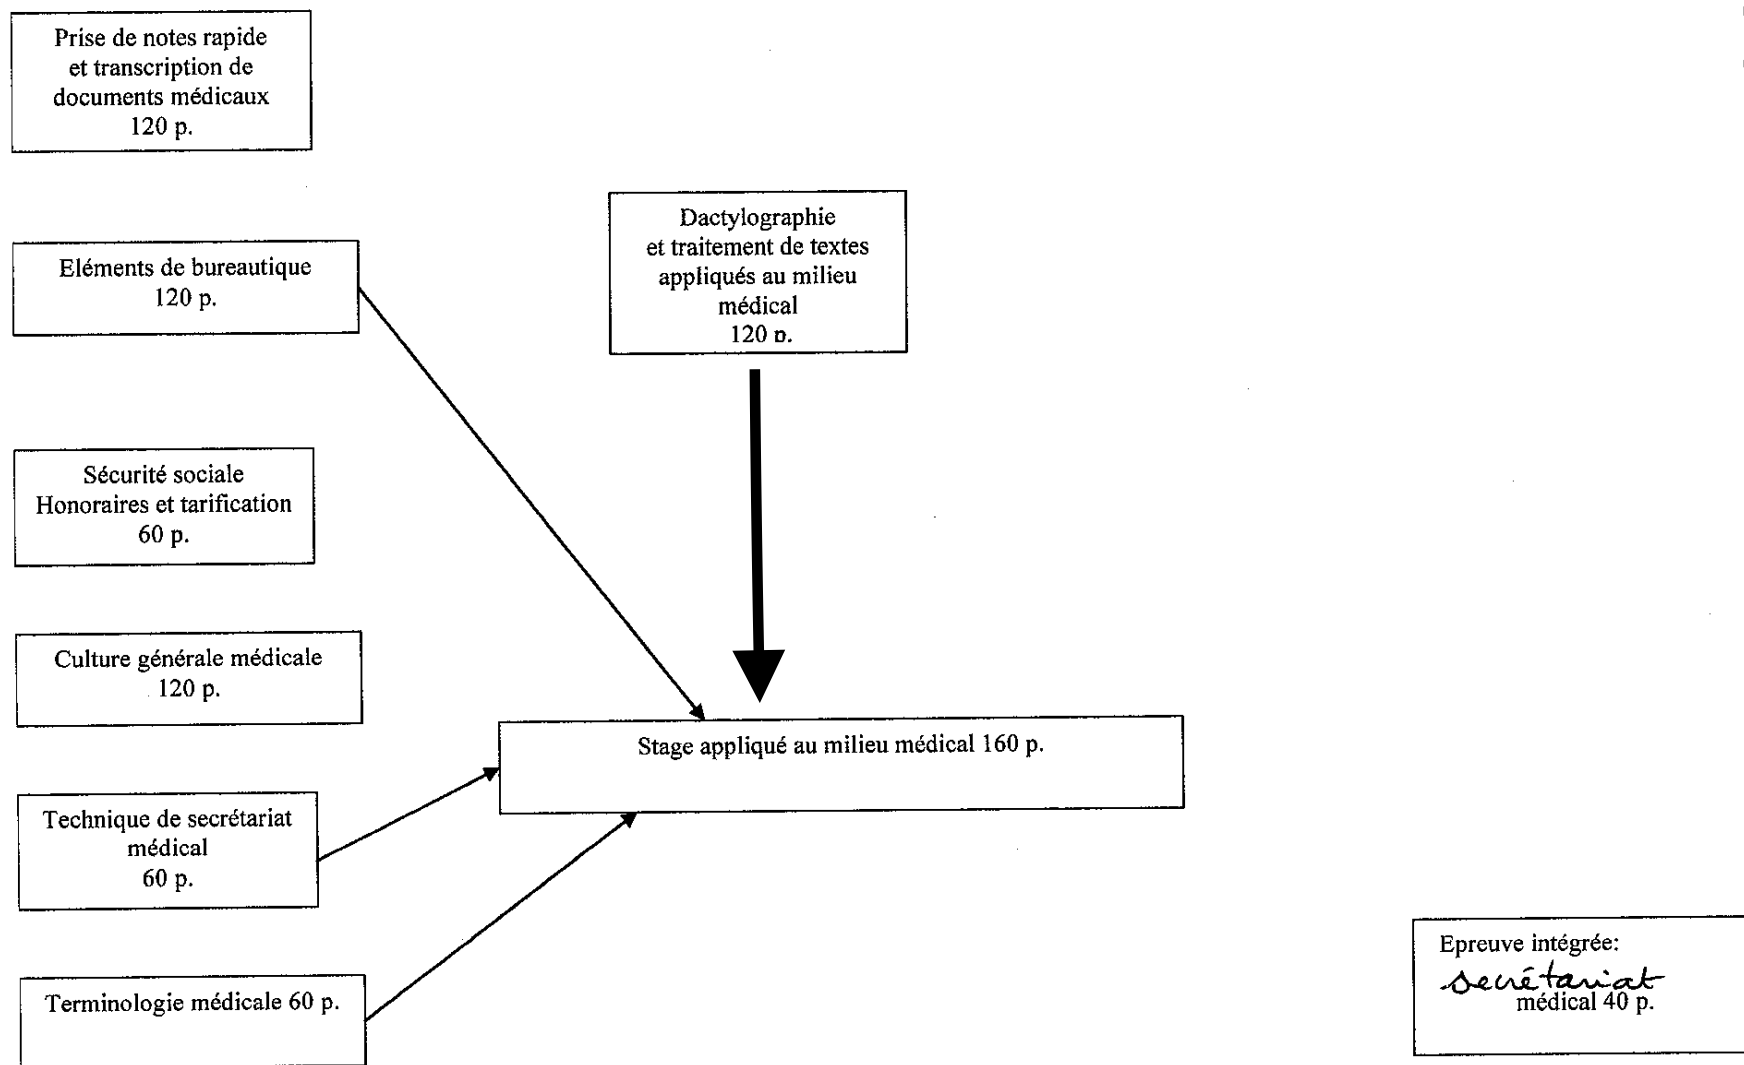 Prise de notes rapide
et transcription de
documents médicaux
120 p.
Eléments de bureautique
120 p.
Dactylographie
et traitement de textes
appliqués au milieu
médical
120 p.
Sécurité sociale
Honoraires et tarification
60 p.
Culture générale médicale
120 p.
Stage appliqué au milieu médical 160 p.
Technique de secrétariat
médical
60 p.
Terminologie médicale 60 p.
Epreuve intégrée:
secrétariat
médical 40 p.